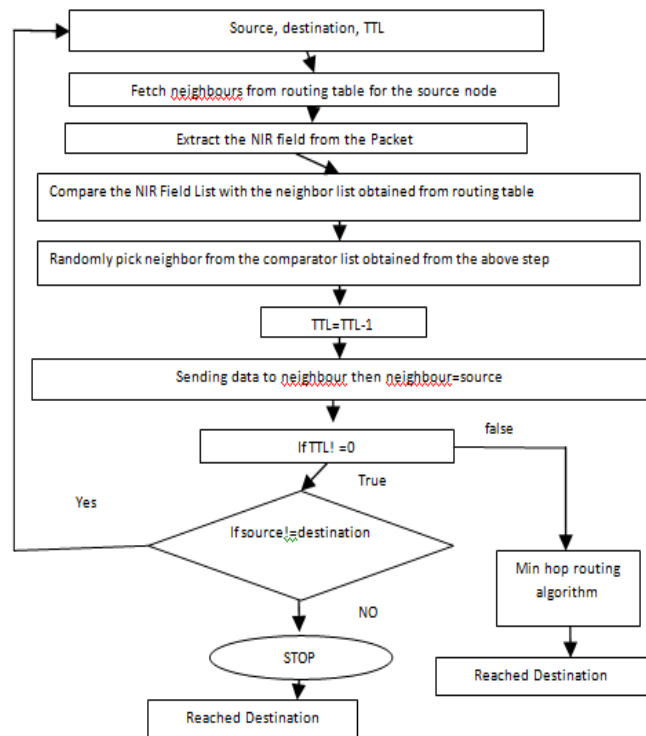 Source, destination, TTL
Fetch neighbours from routing table for the source node
Extract the NIR field from the Packet
Compare the NIR Field List with the neighbor list obtained from routing table
Randomly pick neighbor from the comparator list obtained from the above step
TTL=TTL-1
Sending data to neighbour then neighbour=source
If TTL! =0
false
True
Yes
If source!=destination
Min hop routing
algorithm
NO
STOP
Reached Destination
Reached Destination